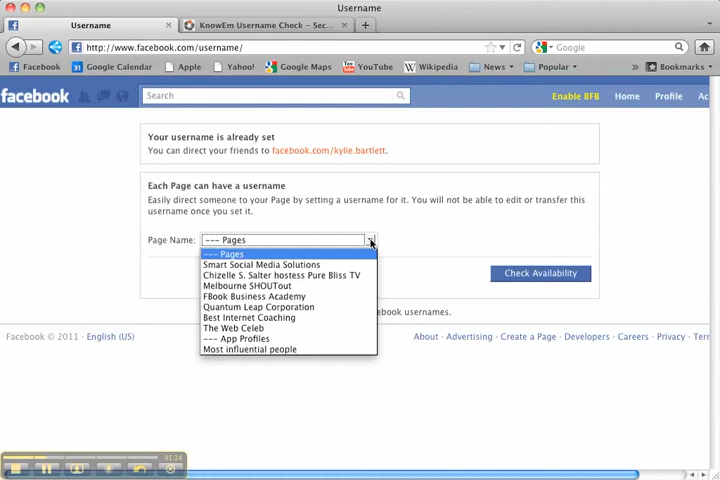 Username
Username
KnowEm Username Check – Sec...
http://www.facebook.com/username/
Google
Facebook
Google Calendar
Apple
Yahoo!
Google Maps
YouTube
Wikipedia
News
Popular
Bookmarks
facebook
Search
Enable BFB
Home
Profile
Ac
Your username is already set
You can direct your friends to facebook.com/kylie.bartlett.
Each Page can have a username
Easily direct someone to your Page by setting a username for it. You will not be able to edit or transfer this
username once you set it.
Page Name:
--- Pages
--- Pages
Smart Social Media Solutions
Chizelle S. Salter hostess Pure Bliss TV
Melbourne SHOUTout
FBook Business Academy
Quantum Leap Corporation
Best Internet Coaching
The Web Celeb
--- App Profiles
Most influential people
Check Availability
ebook usernames.
Facebook © 2011 · English (US)
About · Advertising · Create a Page · Developers · Careers · Privacy · Terr
01:24